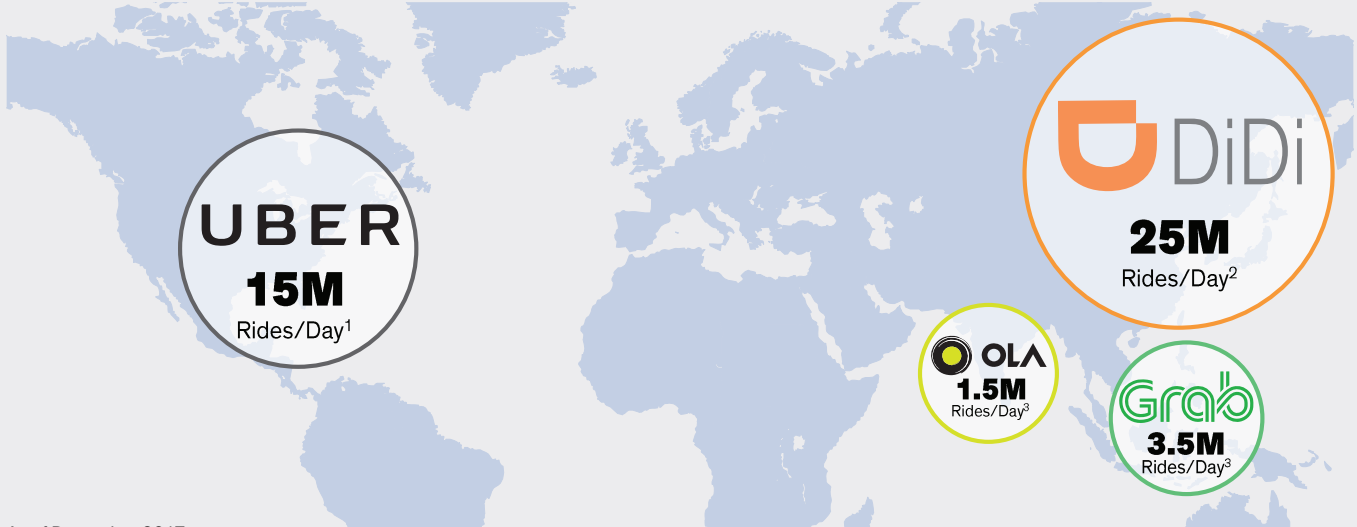 UBER
15M
Rides/Day¹
DiDi
25M
Rides/Day²
OLA
1.5M
Rides/Day³
Grab
3.5M
Rides/Day³